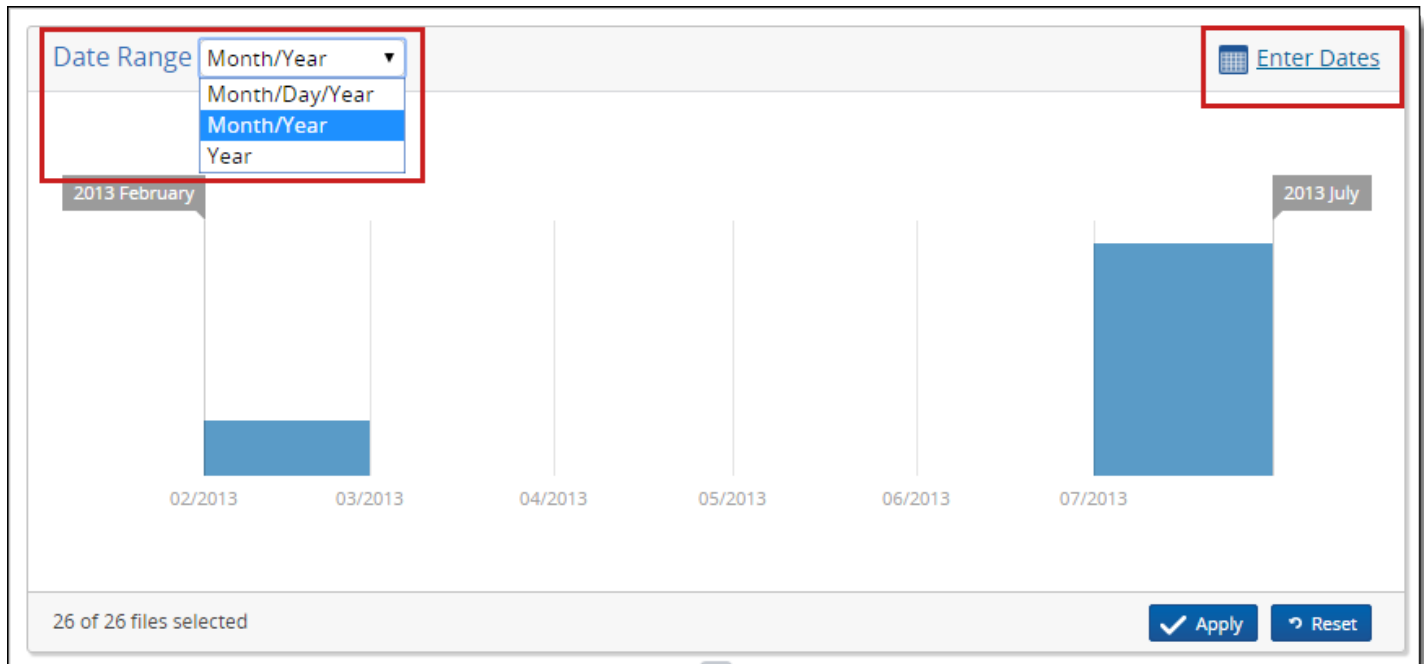 Date Range Month/Year Enter Dates
Month/Day/Year
Month/Year
Year
2013 February 2013 July
02/2013 03/2013 04/2013 05/2013 06/2013 07/2013
26 of 26 files selected Apply Reset